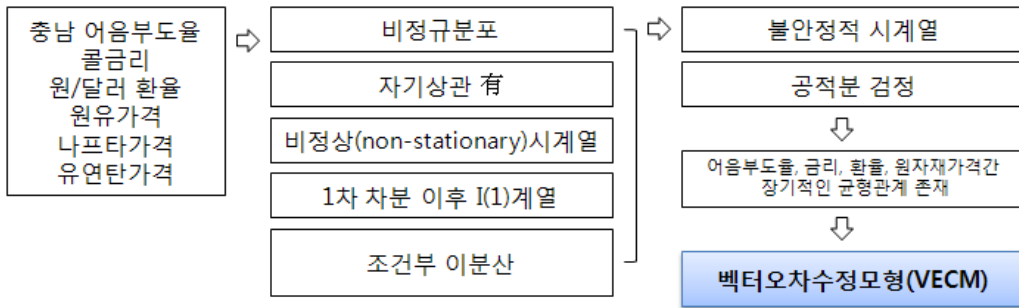 충남 어음부도율
콜금리
원/달러 환율
원유가격
나프타가격
유연탄가격
비정규분포
자기상관 有
비정상(non-stationary)시계열
1차 차분 이후 I(1)계열
조건부 이분산
불안정적 시계열
공적분 검정
어음부도율, 금리, 환율, 원자재가격간
장기적인 균형관계 존재
벡터오차수정모형(VECM)